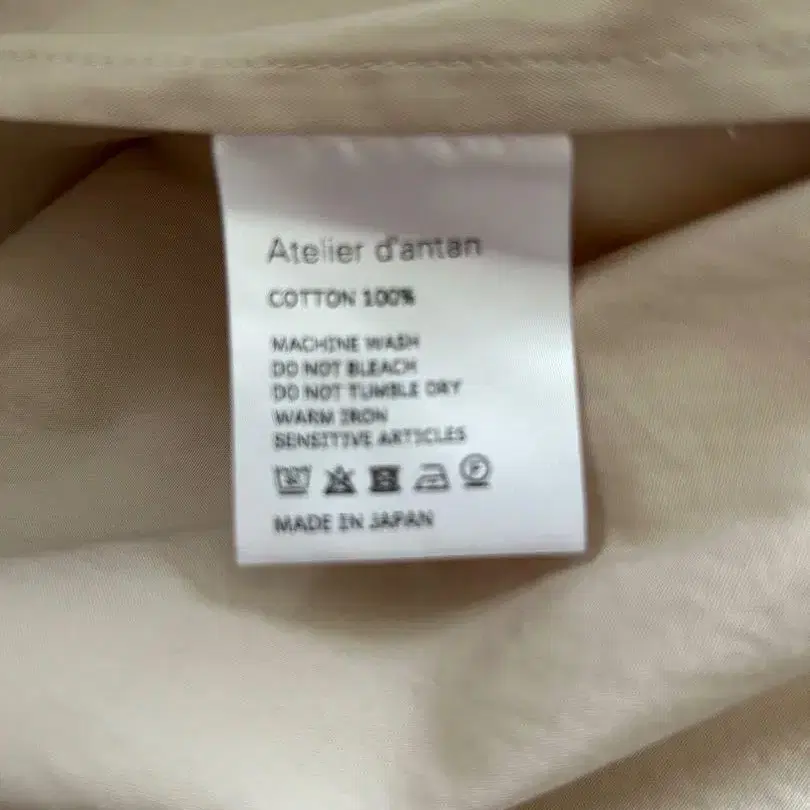 Atelier d'antan
COTTON 100%
MACHINE WASH
DO NOT BLEACH
DO NOT TUMBLE DRY
WARM IRON
SENSITIVE ARTICLES
MADE IN JAPAN